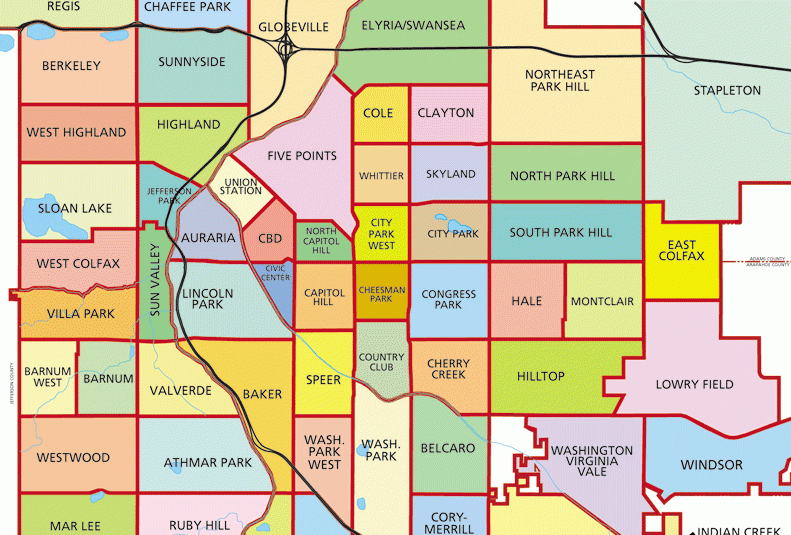 REGIS
CHAFFEE PARK
GLOBEVILLE
ELYRIA/SWANSEA
BERKELEY
SUNNYSIDE
NORTHEAST
PARK HILL
STAPLETON
WEST HIGHLAND
HIGHLAND
COLE
CLAYTON
FIVE POINTS
WHITTIER
SKYLAND
NORTH PARK HILL
SLOAN LAKE
JEFFERSON
PARK
UNION
STATION
AURARIA
CBD
NORTH
CAPITOL
HILL
CITY
PARK
WEST
CITY PARK
SOUTH PARK HILL
EAST
COLFAX
WEST COLFAX
SUN VALLEY
LINCOLN
PARK
CIVIC
CENTER
CAPITOL
HILL
CHEESMAN
PARK
CONGRESS
PARK
HALE
MONTCLAIR
ADAMS COUNTY
ARAPAHOE COUNTY
VILLA PARK
JEFFERSON COUNTY
BARNUM
WEST
BARNUM
VALVERDE
BAKER
SPEER
COUNTRY
CLUB
CHERRY
CREEK
HILLTOP
LOWRY FIELD
WESTWOOD
ATHMAR PARK
WASH.
PARK
WEST
WASH.
PARK
BELCARO
WASHINGTON
VIRGINIA
VALE
WINDSOR
MAR LEE
RUBY HILL
CORY-
MERRILL
INDIAN CREEK